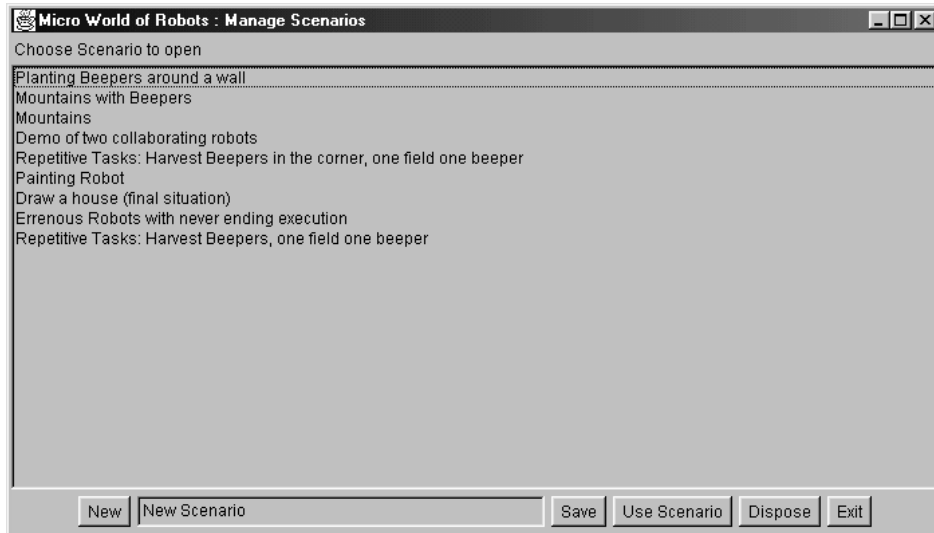 Micro World of Robots : Manage Scenarios
Choose Scenario to open
Planting Beepers around a wall
Mountains with Beepers
Mountains
Demo of two collaborating robots
Repetitive Tasks: Harvest Beepers in the corner, one field one beeper
Painting Robot
Draw a house (final situation)
Errenous Robots with never ending execution
Repetitive Tasks: Harvest Beepers, one field one beeper
New New Scenario Save Use Scenario Dispose Exit